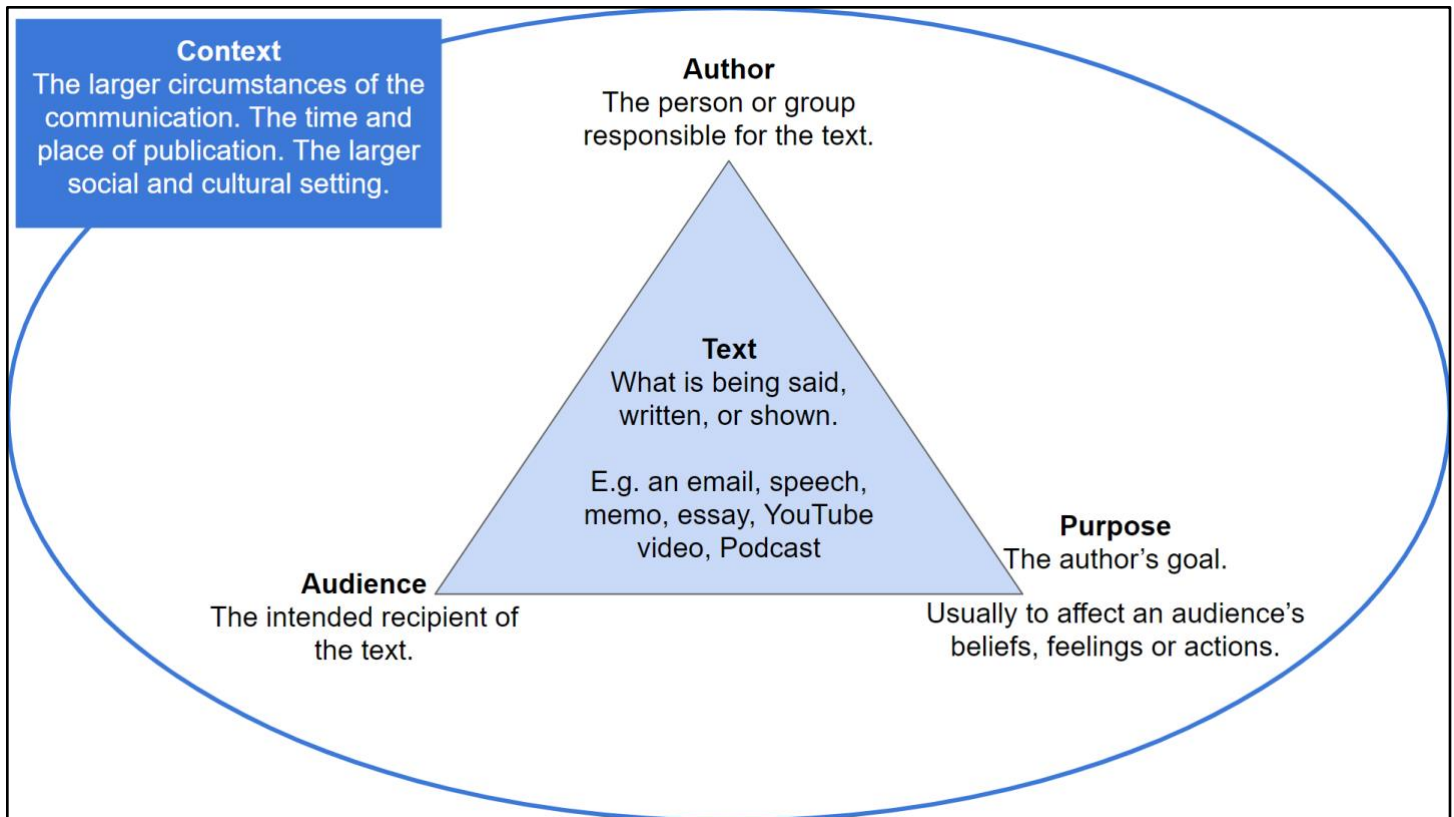 Context
The larger circumstances of the
communication. The time and
place of publication. The larger
social and cultural setting.
Author
The person or group
responsible for the text.
Text
What is being said,
written, or shown.
E.g. an email, speech,
memo, essay, YouTube
video, Podcast
Audience
The intended recipient of
the text.
Purpose
The author’s goal.
Usually to affect an audience’s
beliefs, feelings or actions.